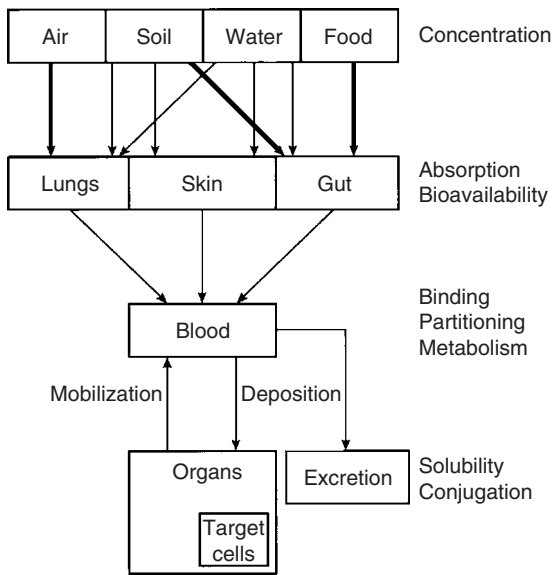 Air Soil Water Food Concentration
Lungs Skin Gut Absorption
Bioavailability
Binding
Blood Partitioning
Metabolism
Mobilization Deposition
Organs Excretion Solubility
Conjugation
Target
cells